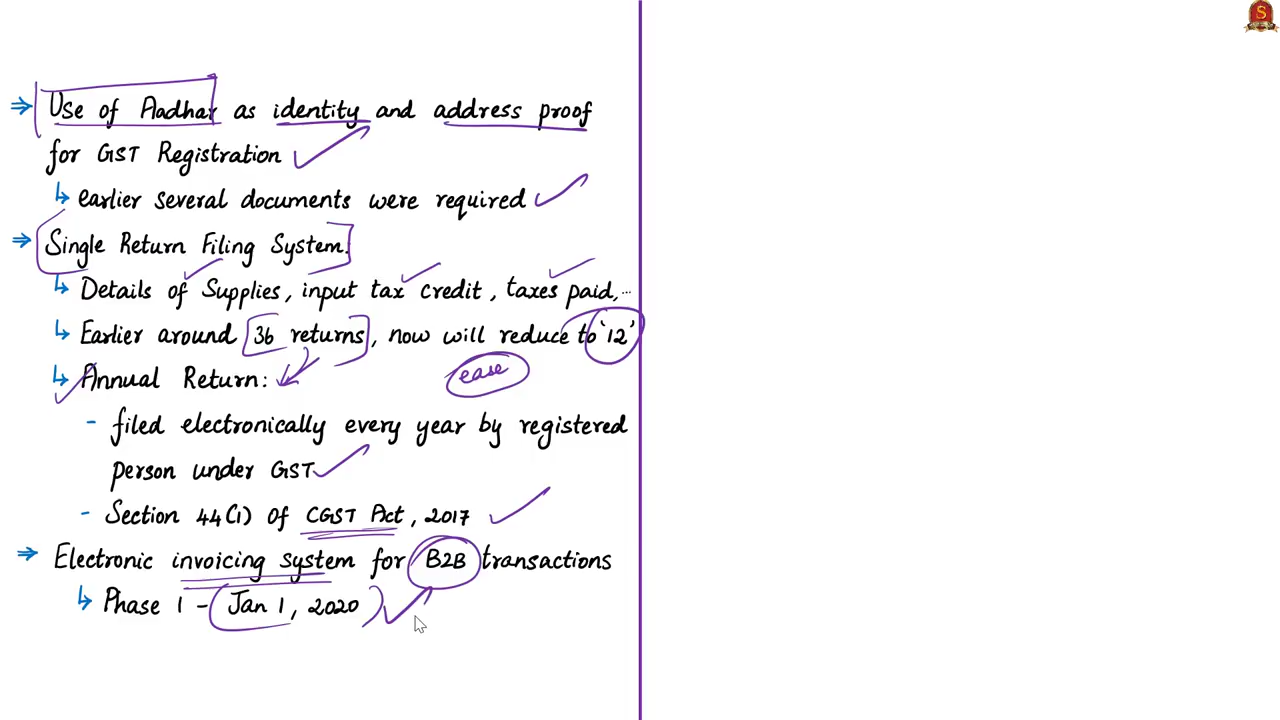 ⇒ Use of Aadhar as identity and address proof
for GST Registration
↳ earlier several documents were required
⇒ Single Return Filing System.
↳ Details of Supplies, input tax credit, taxes paid,...
↳ Earlier around 36 returns, now will reduce to '12'
↳ Annual Return:
ease
- filed electronically every year by registered
person under GST
- Section 44(1) of CGST Act, 2017
⇒ Electronic invoicing system for B2B transactions
↳ Phase 1 - Jan 1, 2020
S